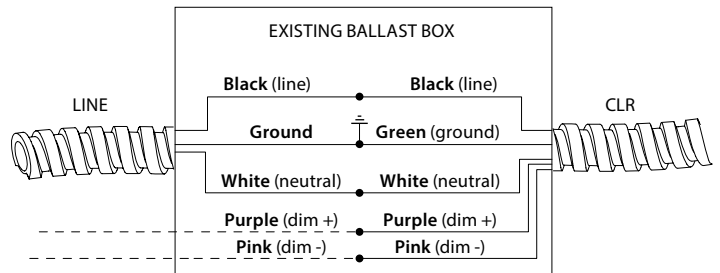 EXISTING BALLAST BOX
LINE
CLR
Black (line) Black (line)
Ground Green (ground)
White (neutral) White (neutral)
Purple (dim +) Purple (dim +)
Pink (dim -) Pink (dim -)